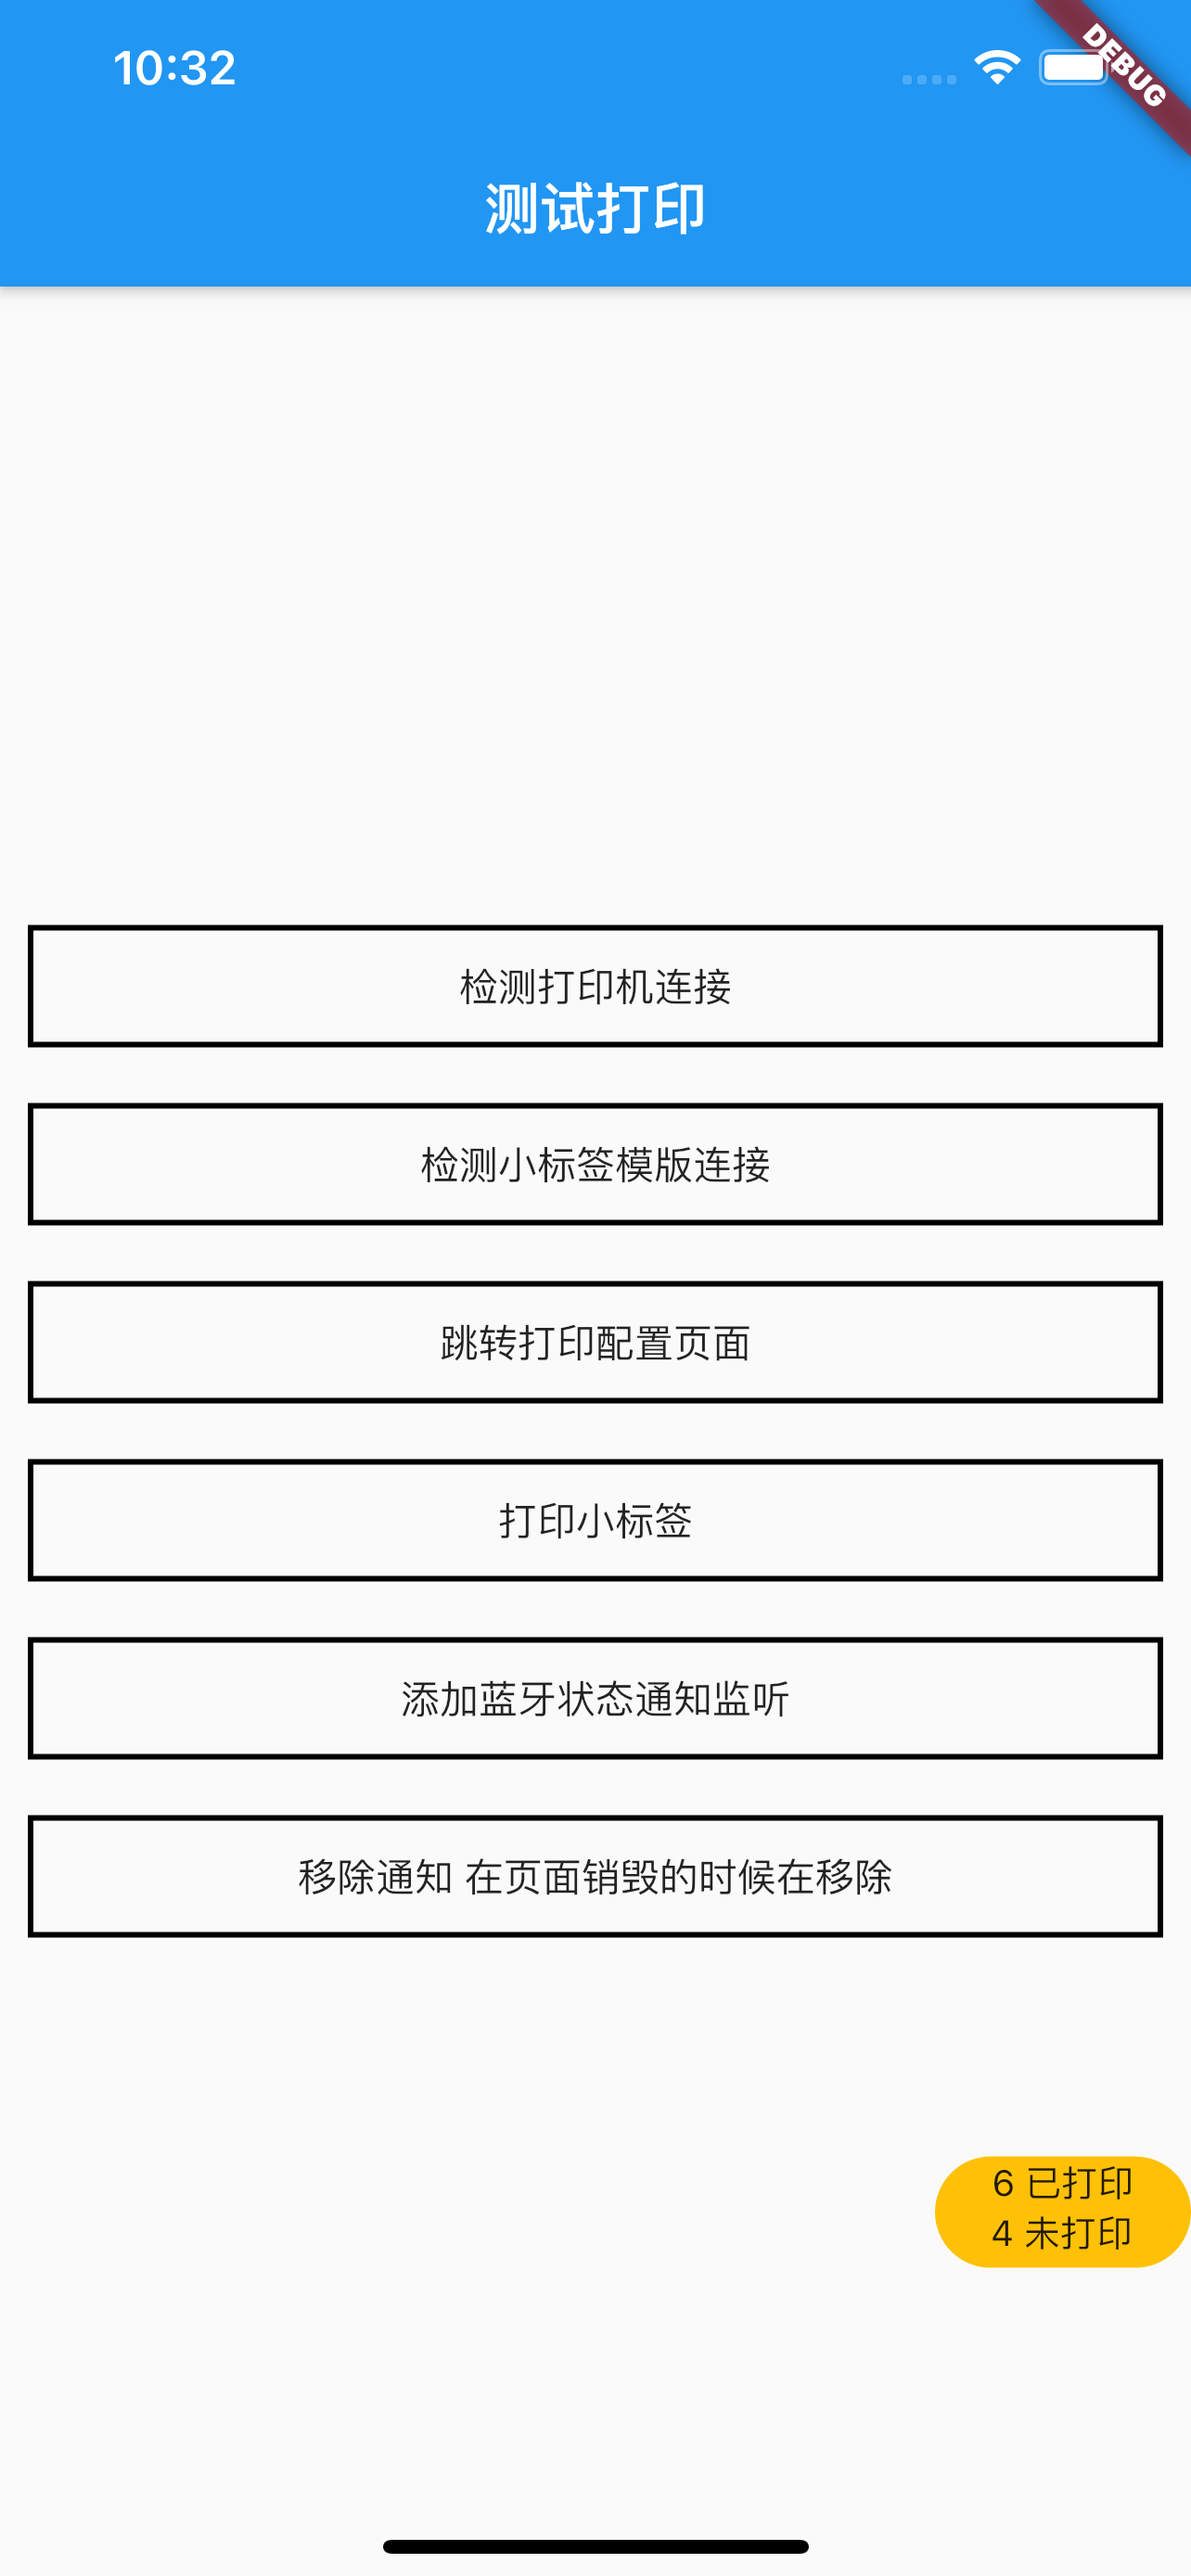 10:32
DEBUG
测试打印
检测打印机连接
检测小标签模版连接
跳转打印配置页面
打印小标签
添加蓝牙状态通知监听
移除通知 在页面销毁的时候在移除
6 已打印
4 未打印